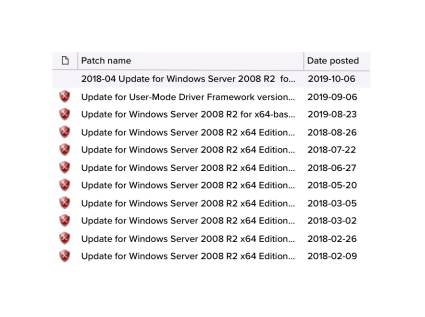 Patch name Date posted
2018-04 Update for Windows Server 2008 R2 fo... 2019-10-06
Update for User-Mode Driver Framework version... 2019-09-06
Update for Windows Server 2008 R2 for x64-bas... 2019-08-23
Update for Windows Server 2008 R2 x64 Edition... 2018-08-26
Update for Windows Server 2008 R2 x64 Edition... 2018-07-22
Update for Windows Server 2008 R2 x64 Edition... 2018-06-27
Update for Windows Server 2008 R2 x64 Edition... 2018-05-20
Update for Windows Server 2008 R2 x64 Edition... 2018-03-05
Update for Windows Server 2008 R2 x64 Edition... 2018-03-02
Update for Windows Server 2008 R2 x64 Edition... 2018-02-26
Update for Windows Server 2008 R2 x64 Edition... 2018-02-09